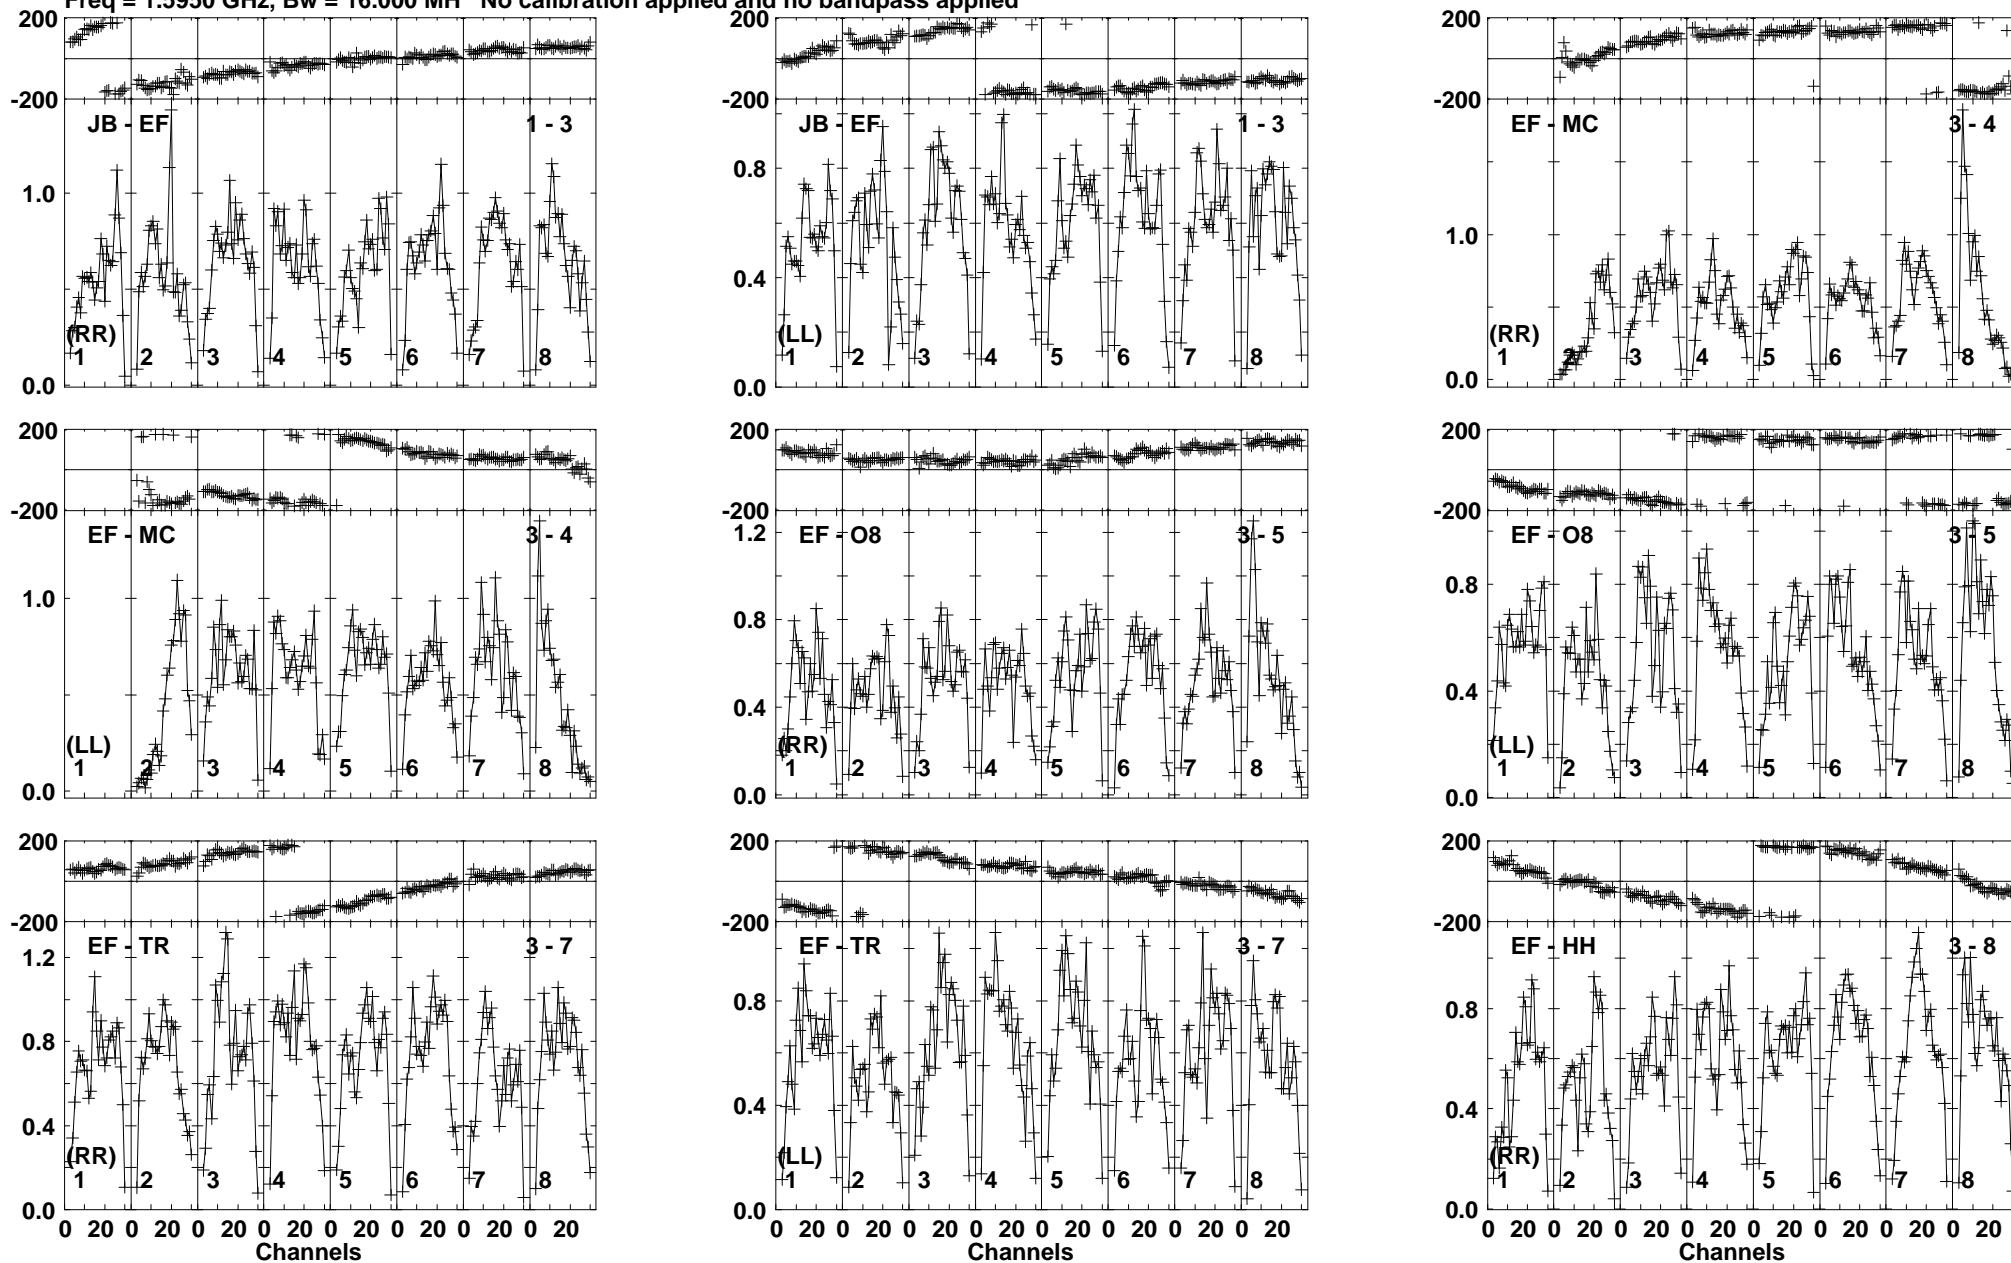 Freq = 1.5950 GHz, Bw = 16.000 MH No calibration applied and no bandpass applied
200 200 200
-200 -200 -200
JB - EF 1 - 3 JB - EF 1 - 3 EF - MC 3 - 4
1.0 0.8 1.0
0.4
(RR) (LL) (RR)
1 2 3 4 5 6 7 8 1 2 3 4 5 6 7 8 1 2 3 4 5 6 7 8
0.0 0.0 0.0
200 200 200
-200 -200 -200
EF - MC 3 - 4 EF - O8 3 - 5 EF - O8 3 - 5
1.0 1.2 0.8
0.8
0.4 0.4
(LL) (RR) (LL)
1 2 3 4 5 6 7 8 1 2 3 4 5 6 7 8 1 2 3 4 5 6 7 8
0.0 0.0 0.0
200 200 200
-200 -200 -200
EF - TR 3 - 7 EF - TR 3 - 7 EF - HH 3 - 8
1.2
0.8 0.8 0.8
0.4 0.4 0.4
(RR) (LL) (RR)
1 2 3 4 5 6 7 8 1 2 3 4 5 6 7 8 1 2 3 4 5 6 7 8
0.0 0.0 0.0
0 20 0 20 0 20 0 20 0 20 0 20 0 20 0 20 0 20 0 20 0 20 0 20 0 20 0 20 0 20 0 20 0 20 0 20 0 20 0 20 0 20 0 20 0 20 0 20
Channels Channels Channels